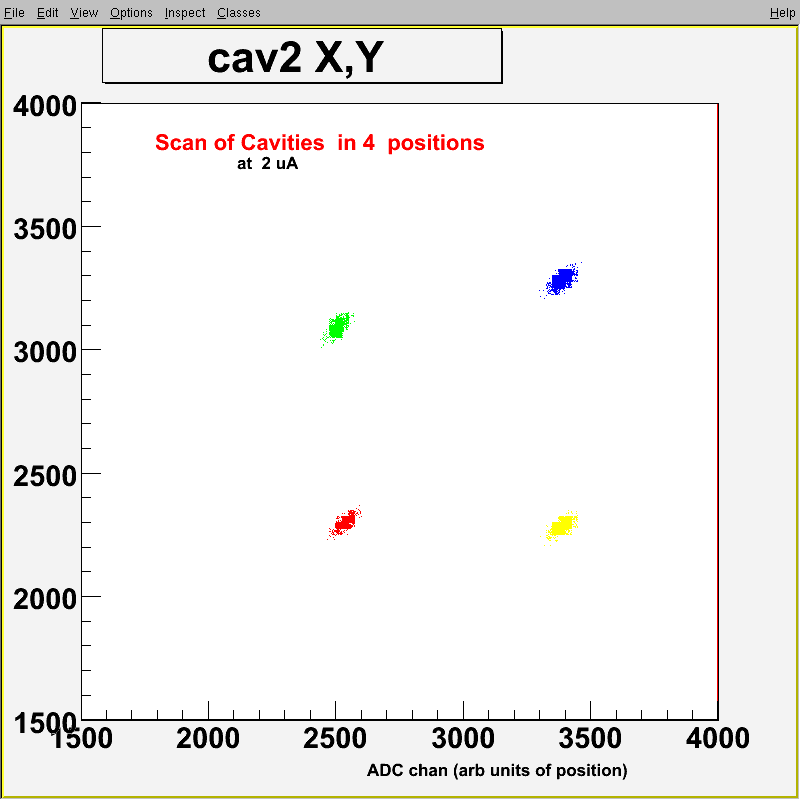 File Edit View Options Inspect Classes Help
cav2 X,Y
Scan of Cavities in 4 positions
at 2 uA
4000
3500
3000
2500
2000
1500
1500 2000 2500 3000 3500 4000
ADC chan (arb units of position)